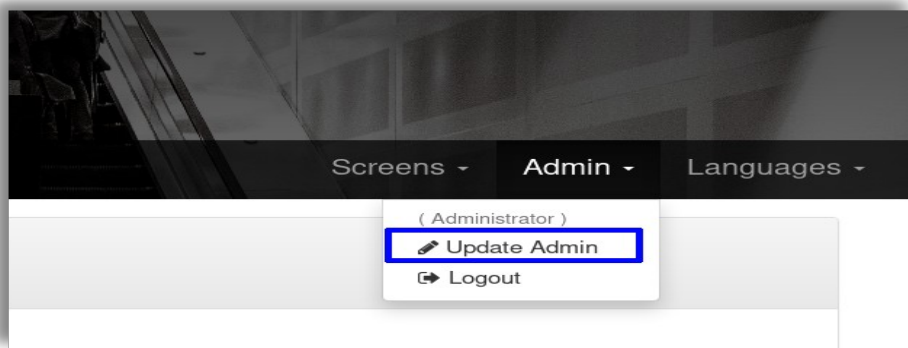 Screens Admin Languages
( Administrator )
Update Admin
Logout